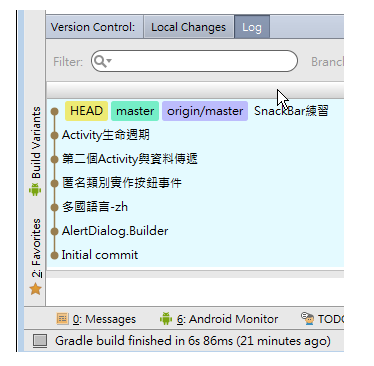 Version Control: Local Changes Log
Filter: Branch
HEAD master origin/master SnackBar練習
Activity生命週期
第二個Activity與資料傳遞
匿名類別實作按鈕事件
多國語言-zh
AlertDialog.Builder
Initial commit
Build Variants
2: Favorites
0: Messages 6: Android Monitor TODO
Gradle build finished in 6s 86ms (21 minutes ago)